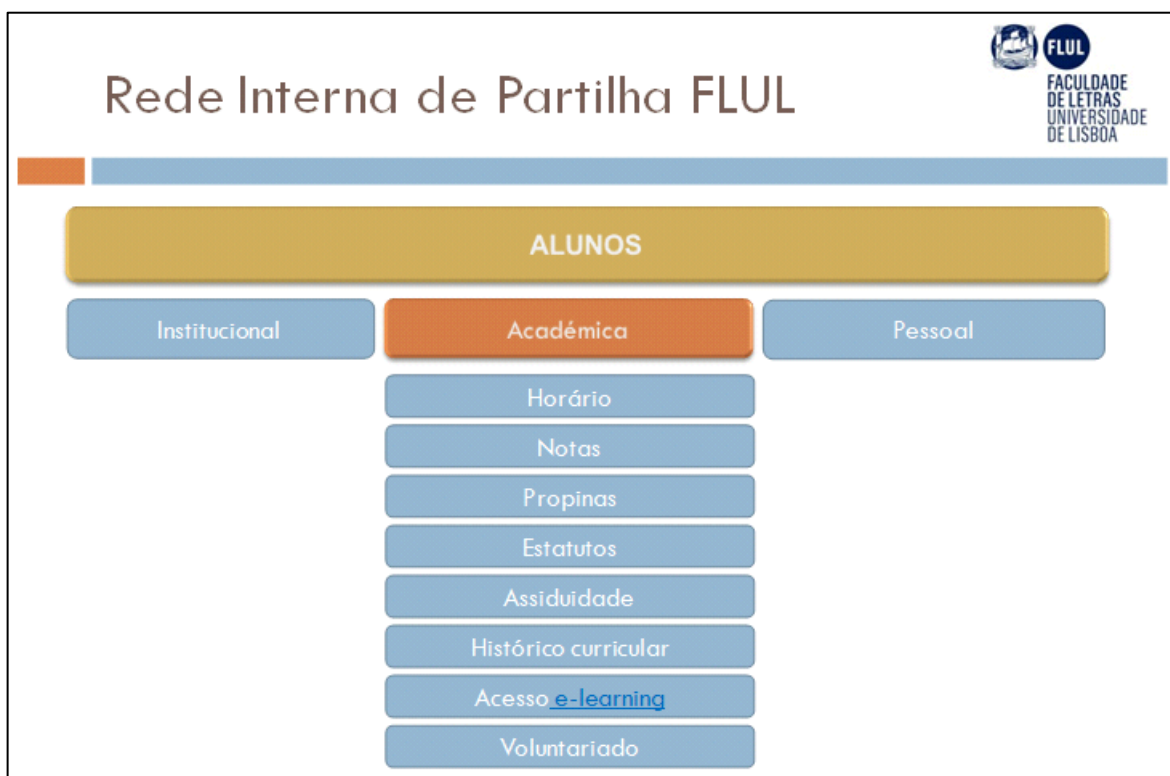 Rede Interna de Partilha FLUL
FLUL
FACULDADE
DE LETRAS
UNIVERSIDADE
DE LISBOA
ALUNOS
Institucional
Académica
Pessoal
Horário
Notas
Propinas
Estatutos
Assiduidade
Histórico curricular
Acesso e-learning
Voluntariado